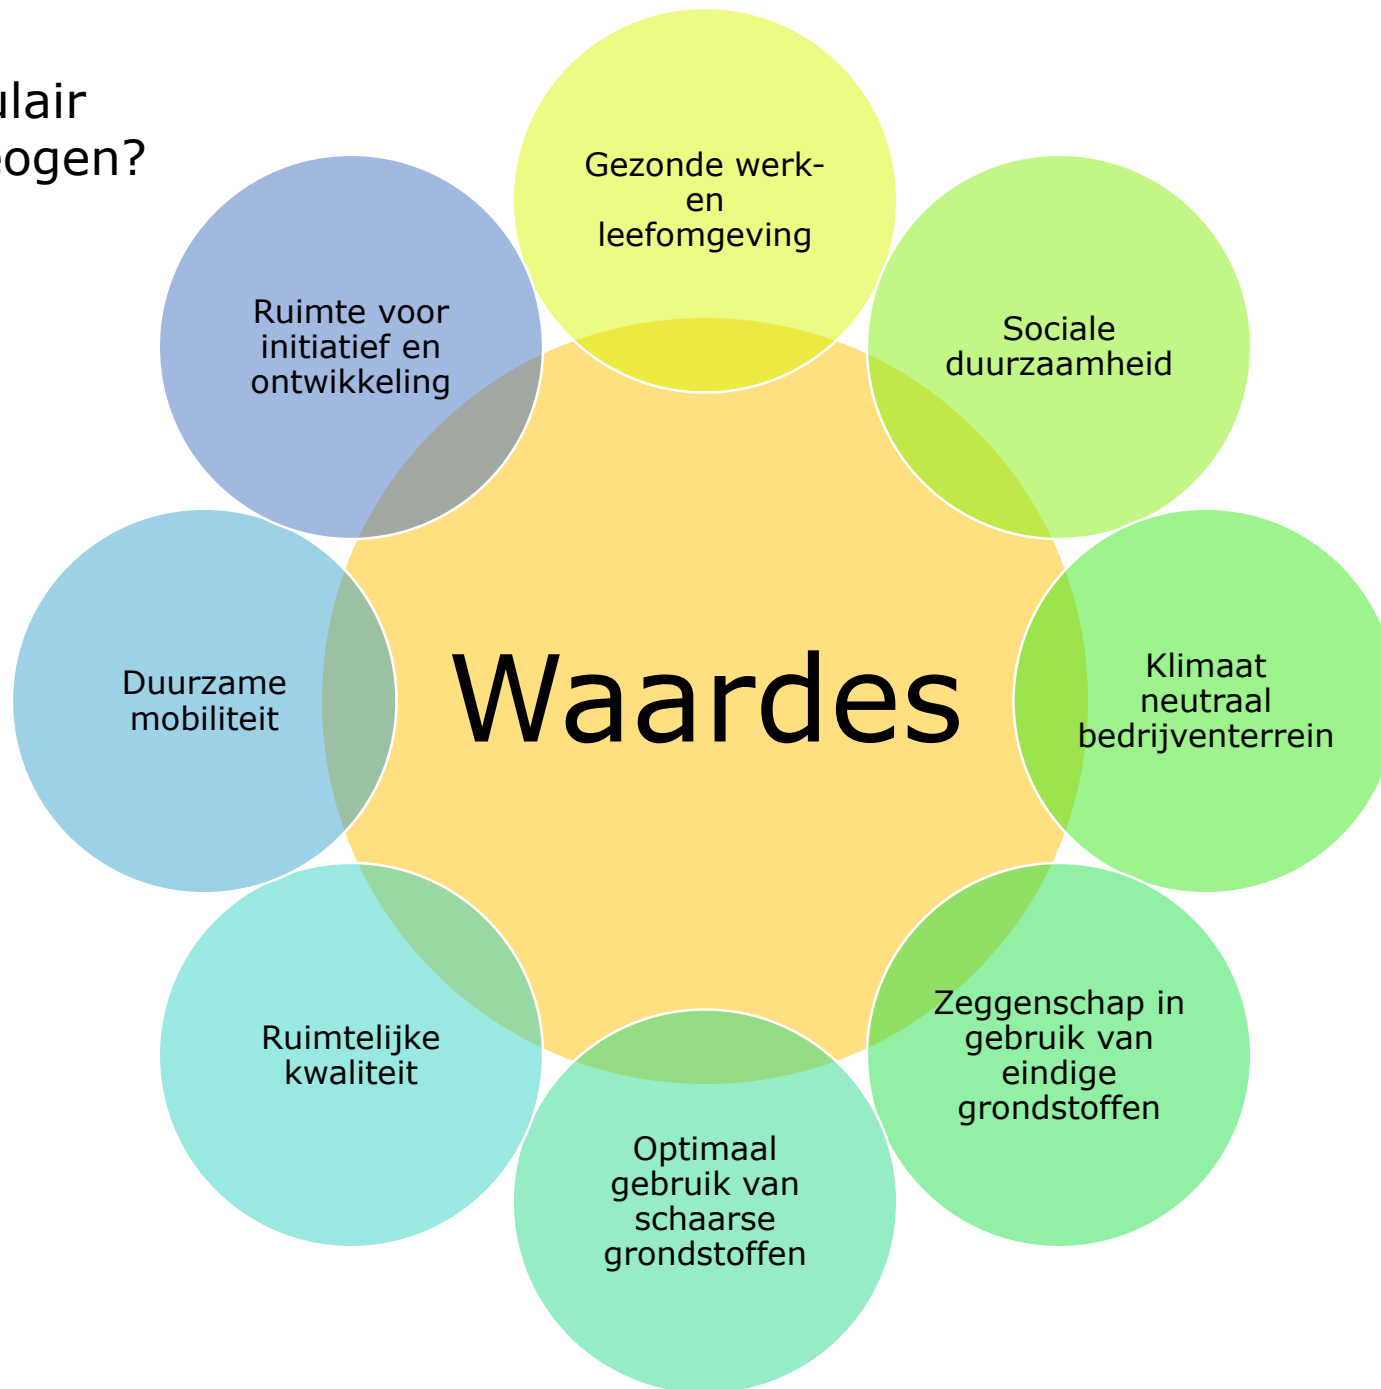 ulair
eogen?
Gezonde werk-
en
leefomgeving
Sociale
duurzaamheid
Klimaat
neutraal
bedrijventerrein
Zeggenschap in
gebruik van
eindige
grondstoffen
Optimaal
gebruik van
schaarse
grondstoffen
Ruimtelijke
kwaliteit
Duurzame
mobiliteit
Ruimte voor
initiatief en
ontwikkeling
Waardes